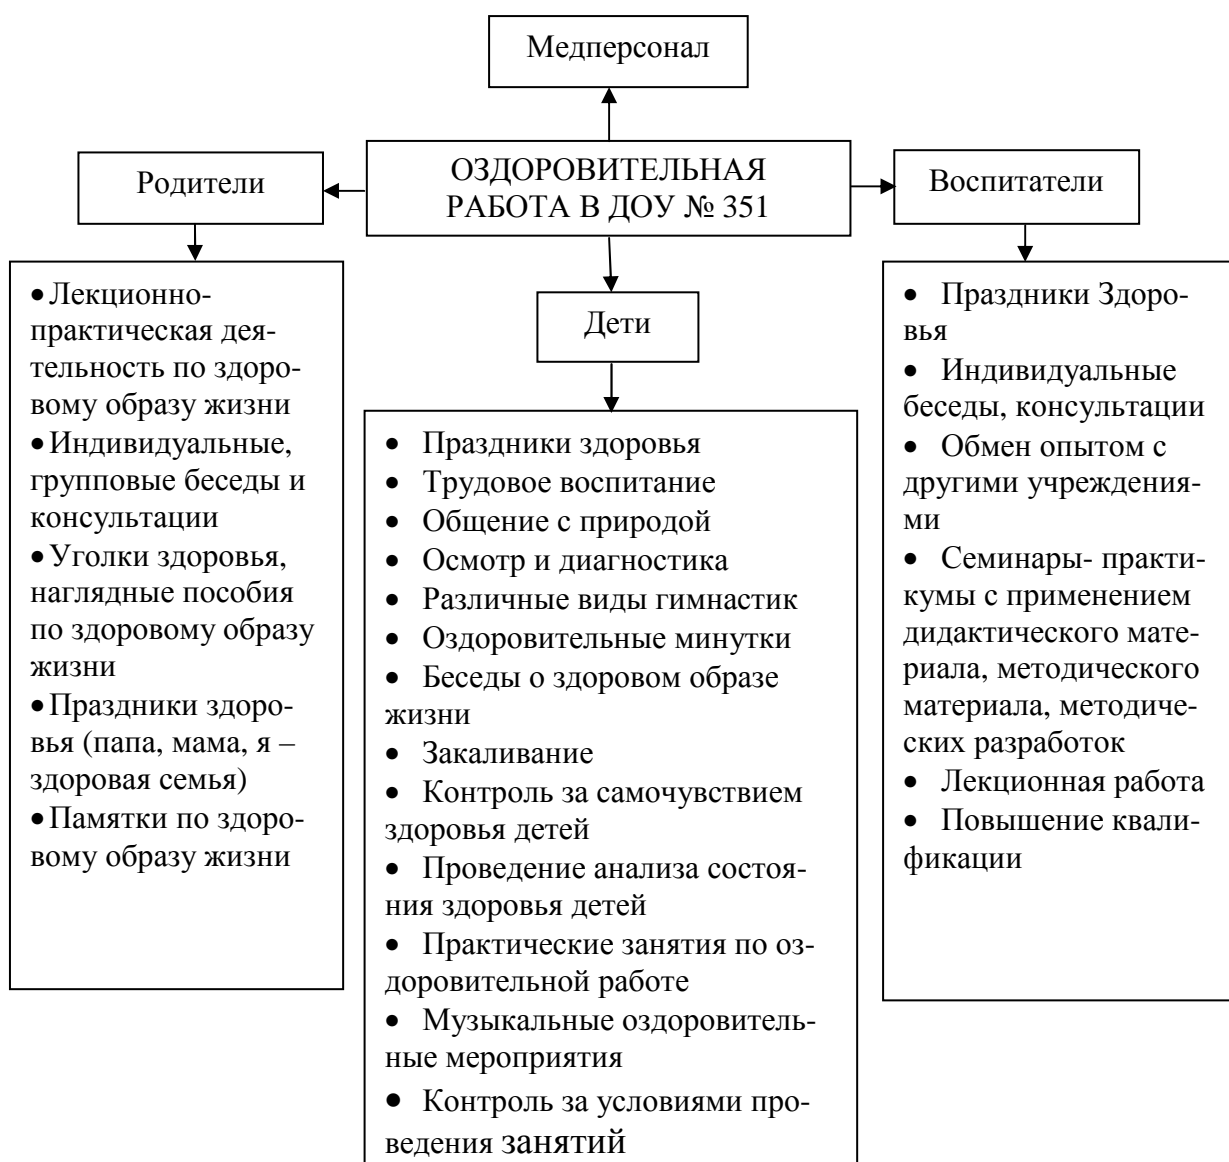 Медперсонал
ОЗДОРОВИТЕЛЬНАЯ
РАБОТА В ДОУ № 351
Родители
Воспитатели
Дети
• Лекционно-
практическая дея-
тельность по здоро-
вому образу жизни
• Индивидуальные,
групповые беседы и
консультации
• Уголки здоровья,
наглядные пособия
по здоровому образу
жизни
• Праздники здоро-
вья (папа, мама, я –
здоровая семья)
• Памятки по здоро-
вому образу жизни
• Праздники здоровья
• Трудовое воспитание
• Общение с природой
• Осмотр и диагностика
• Различные виды гимнастик
• Оздоровительные минутки
• Беседы о здоровом образе
жизни
• Закаливание
• Контроль за самочувствием
здоровья детей
• Проведение анализа состоя-
ния здоровья детей
• Практические занятия по оз-
доровительной работе
• Музыкальные оздоровитель-
ные мероприятия
• Контроль за условиями про-
ведения занятий
• Праздники Здоро-
вья
• Индивидуальные
беседы, консультации
• Обмен опытом с
другими учреждения-
ми
• Семинары- практи-
кумы с применением
дидактического мате-
риала, методического
материала, методиче-
ских разработок
• Лекционная работа
• Повышение квали-
фикации